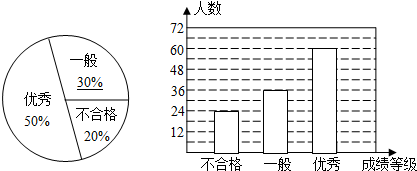 一般
30%
优秀
50%
不合格
20%
人数
72
60
48
36
24
12
不合格 一般 优秀 成绩等级